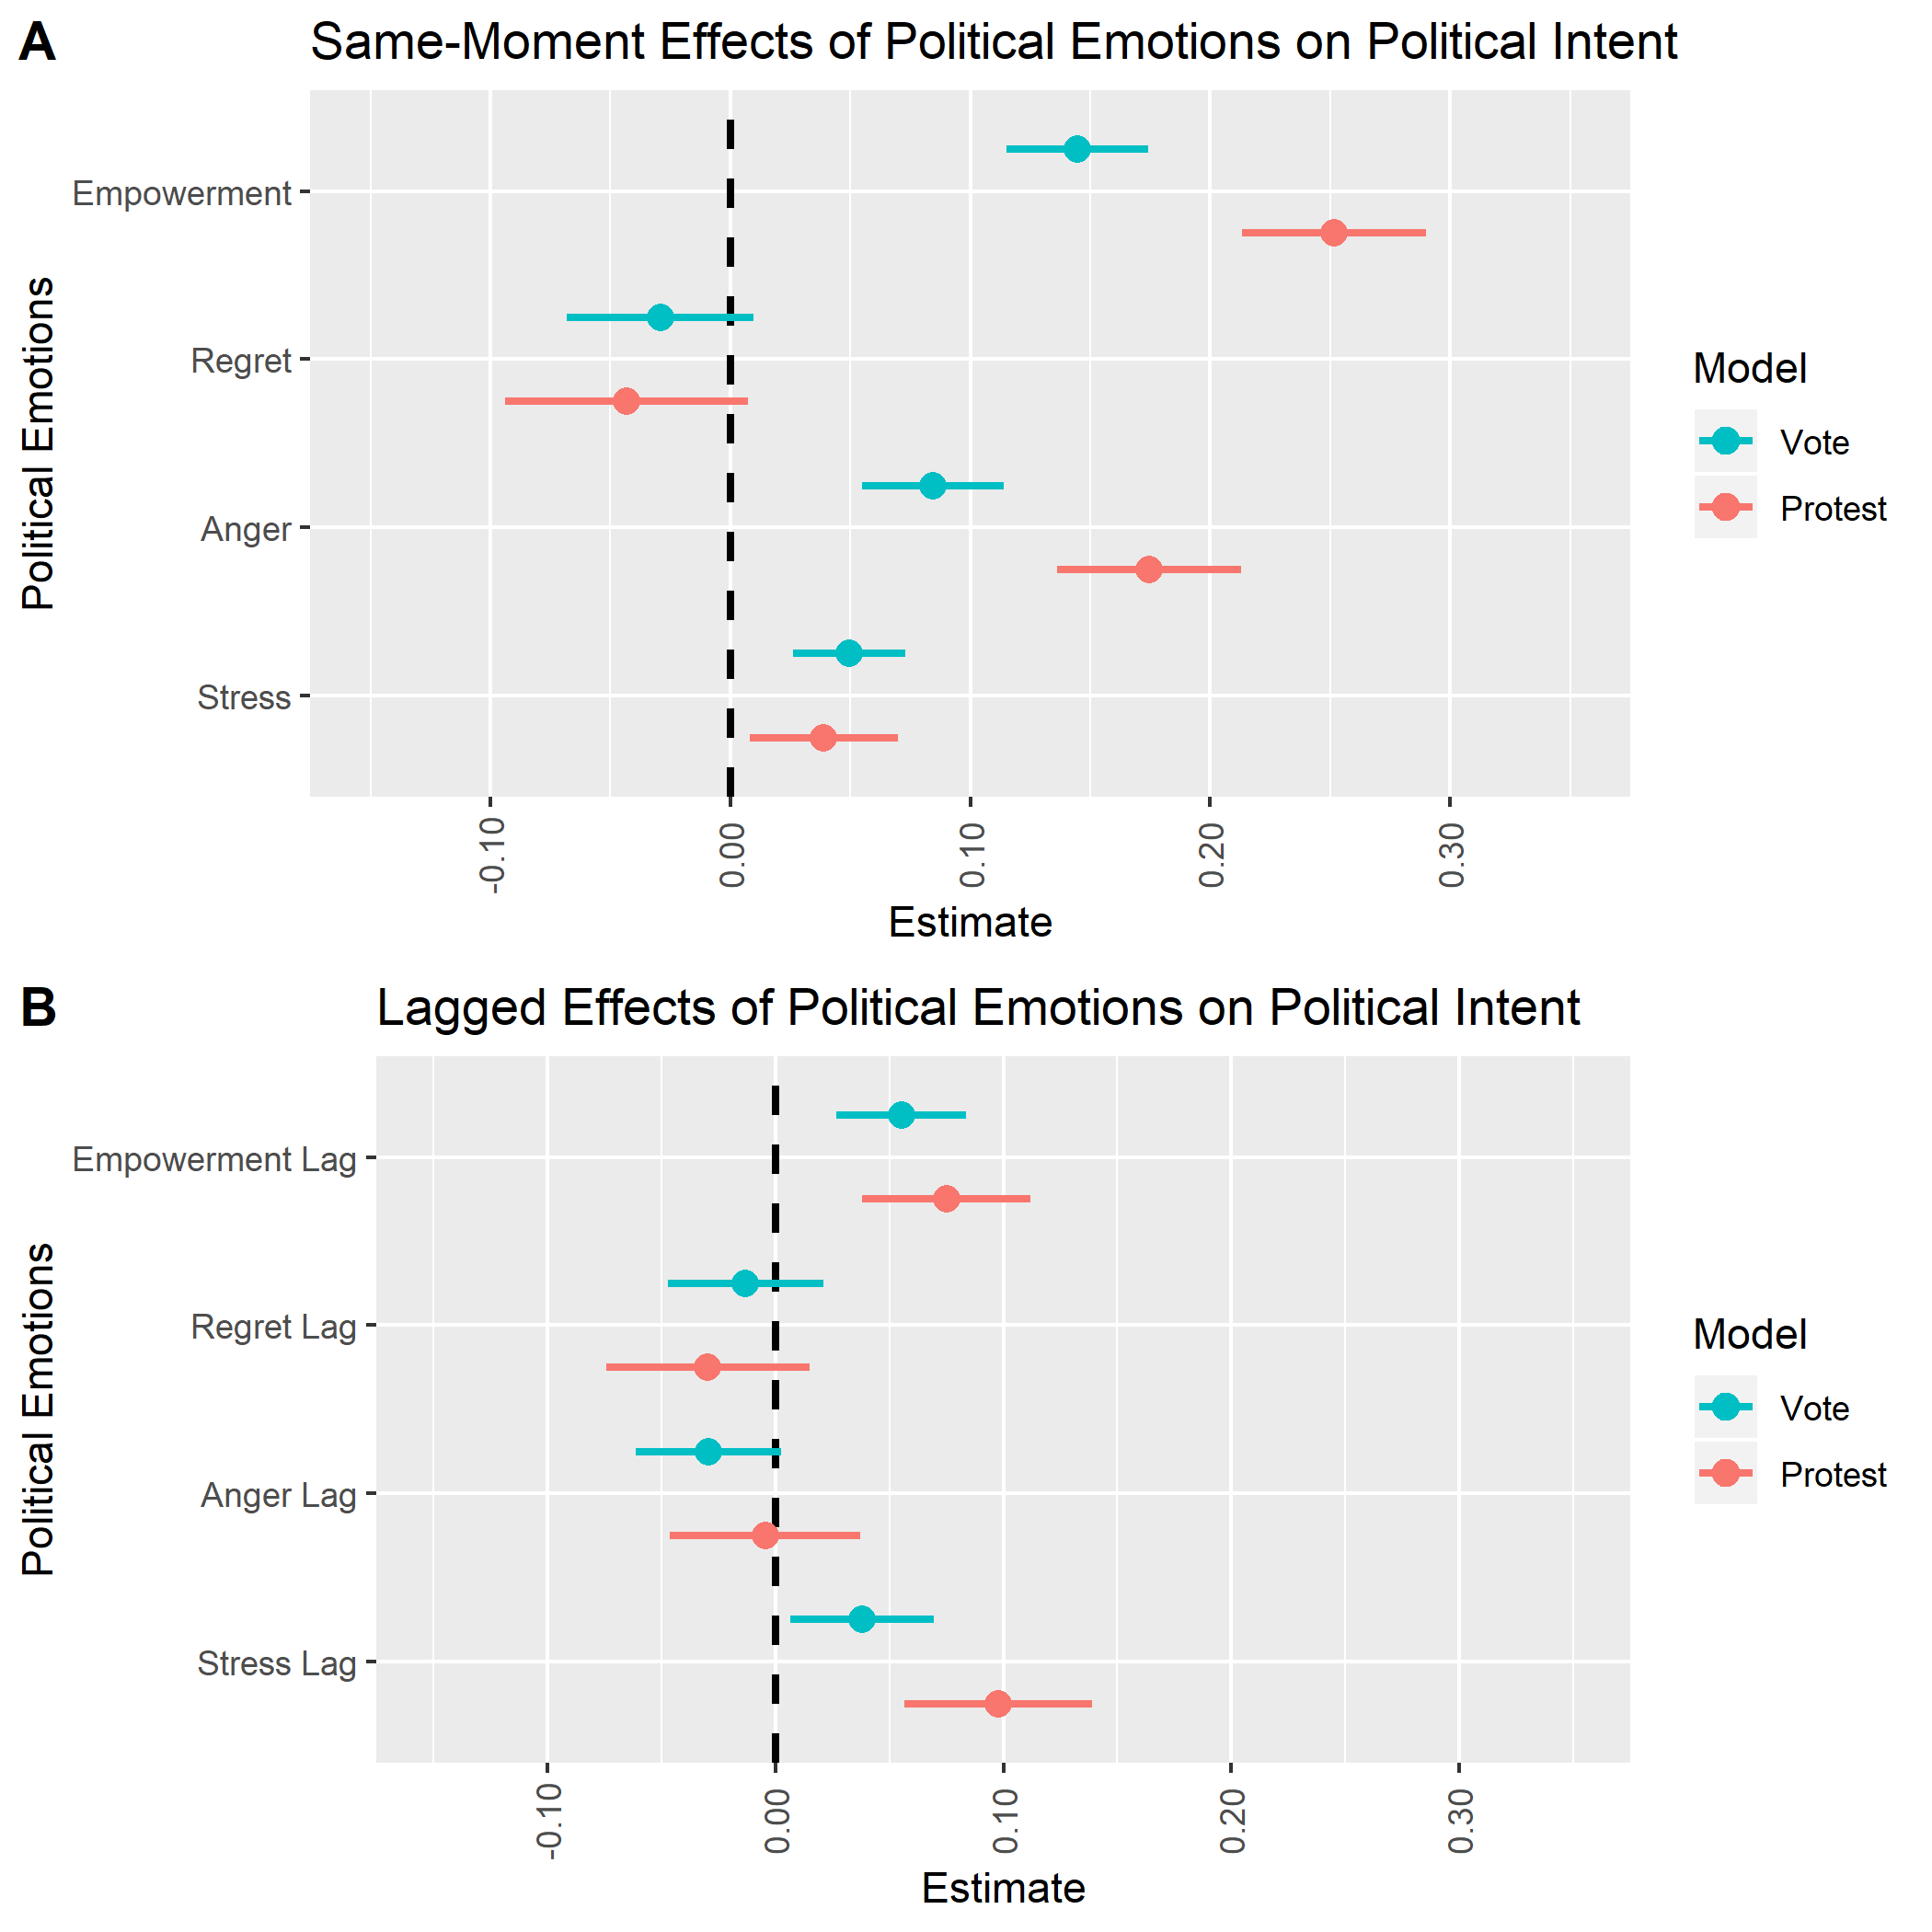 A
Same-Moment Effects of Political Emotions on Political Intent
Political Emotions
Empowerment
Regret
Anger
Stress
-0.10
0.00
0.10
0.20
0.30
Estimate
Model
Vote
Protest
B
Lagged Effects of Political Emotions on Political Intent
Political Emotions
Empowerment Lag
Regret Lag
Anger Lag
Stress Lag
-0.10
0.00
0.10
0.20
0.30
Estimate
Model
Vote
Protest